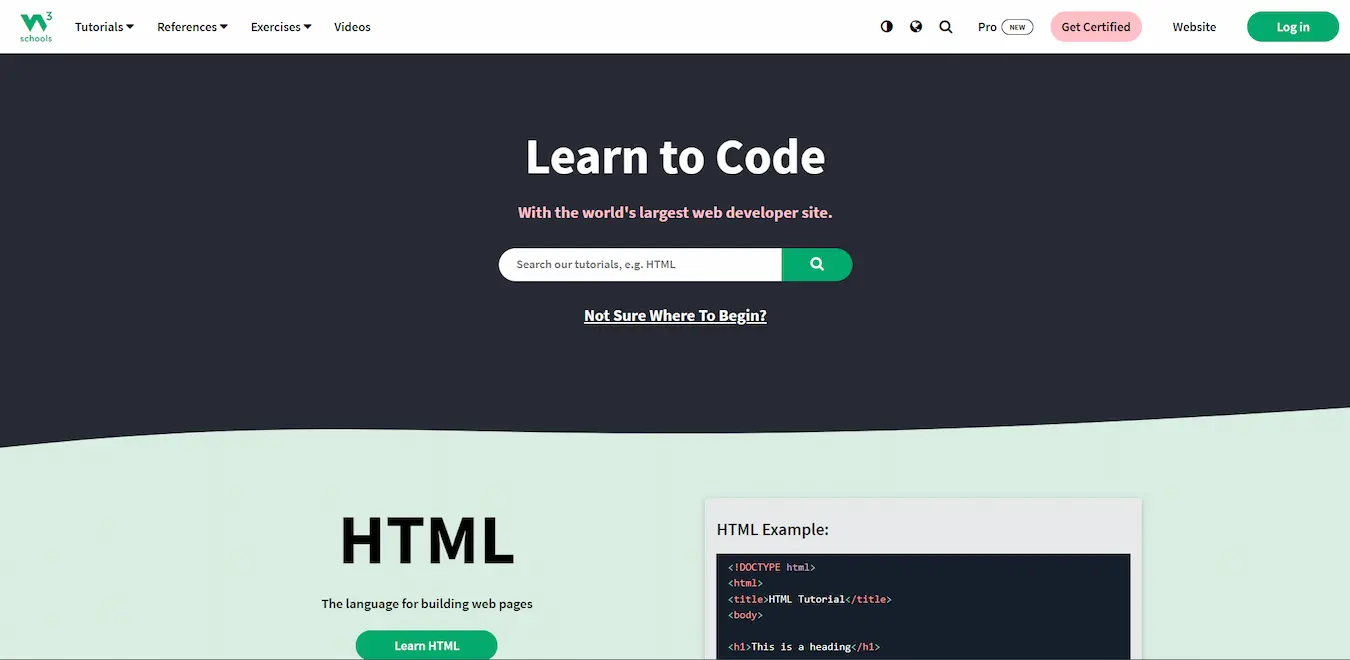 W3 schools
Tutorials References Exercises Videos Pro NEW Get Certified Website Log in
Learn to Code
With the world's largest web developer site.
Search our tutorials, e.g. HTML
Not Sure Where To Begin?
HTML
The language for building web pages
Learn HTML
HTML Example:
<!DOCTYPE html>
<html>
<title>HTML Tutorial</title>
<body>
<h1>This is a heading</h1>